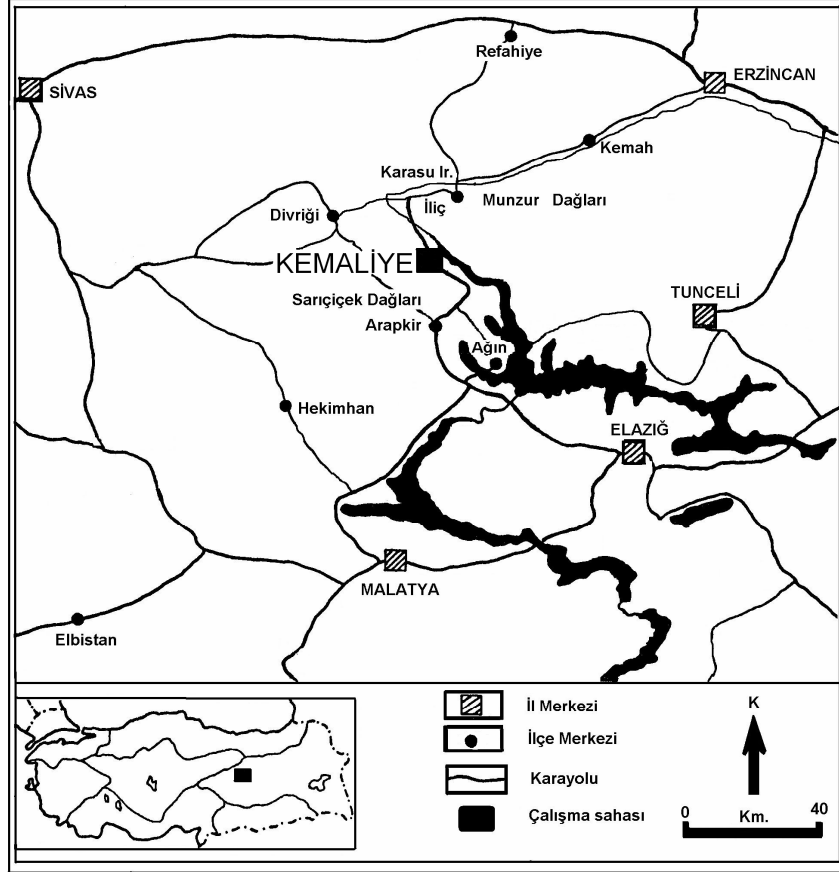 Refahiye
ERZİNCAN
SİVAS
Kemah
Karasu Ir.
İliç
Munzur Dağları
Divriği
KEMALİYE
TUNCELİ
Sarıçiçek Dağları
Arapkir
Ağın
Hekimhan
ELAZIĞ
MALATYA
Elbistan
İl Merkezi
K
İlçe Merkezi
Karayolu
Çalışma sahası
0 Km. 40